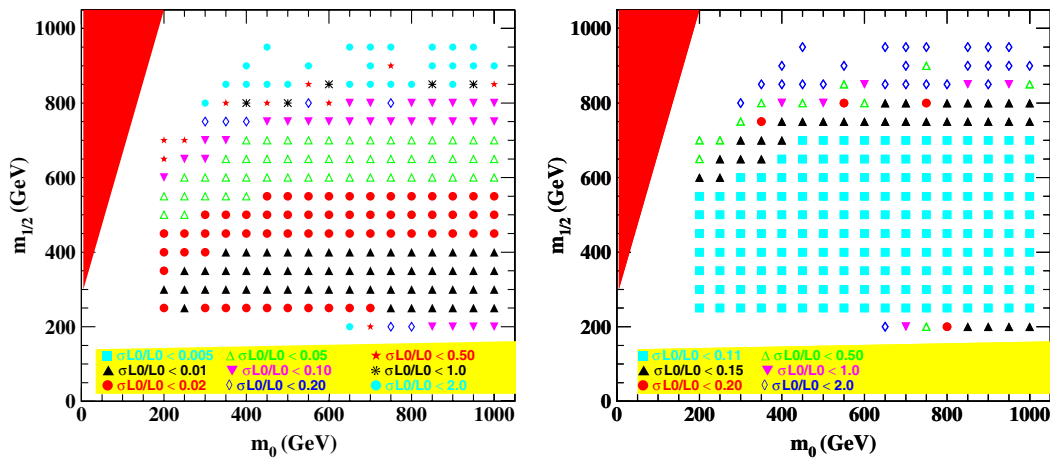 m1/2 (GeV)
1000
800
600
400
200
0
σL0/L0 < 0.005
σL0/L0 < 0.05
σL0/L0 < 0.50
σL0/L0 < 0.01
σL0/L0 < 0.10
σL0/L0 < 1.0
σL0/L0 < 0.02
σL0/L0 < 0.20
σL0/L0 < 2.0
0 200 400 600 800 1000
m0 (GeV)
m1/2 (GeV)
1000
800
600
400
200
0
σL0/L0 < 0.11
σL0/L0 < 0.50
σL0/L0 < 0.15
σL0/L0 < 1.0
σL0/L0 < 0.20
σL0/L0 < 2.0
0 200 400 600 800 1000
m0 (GeV)